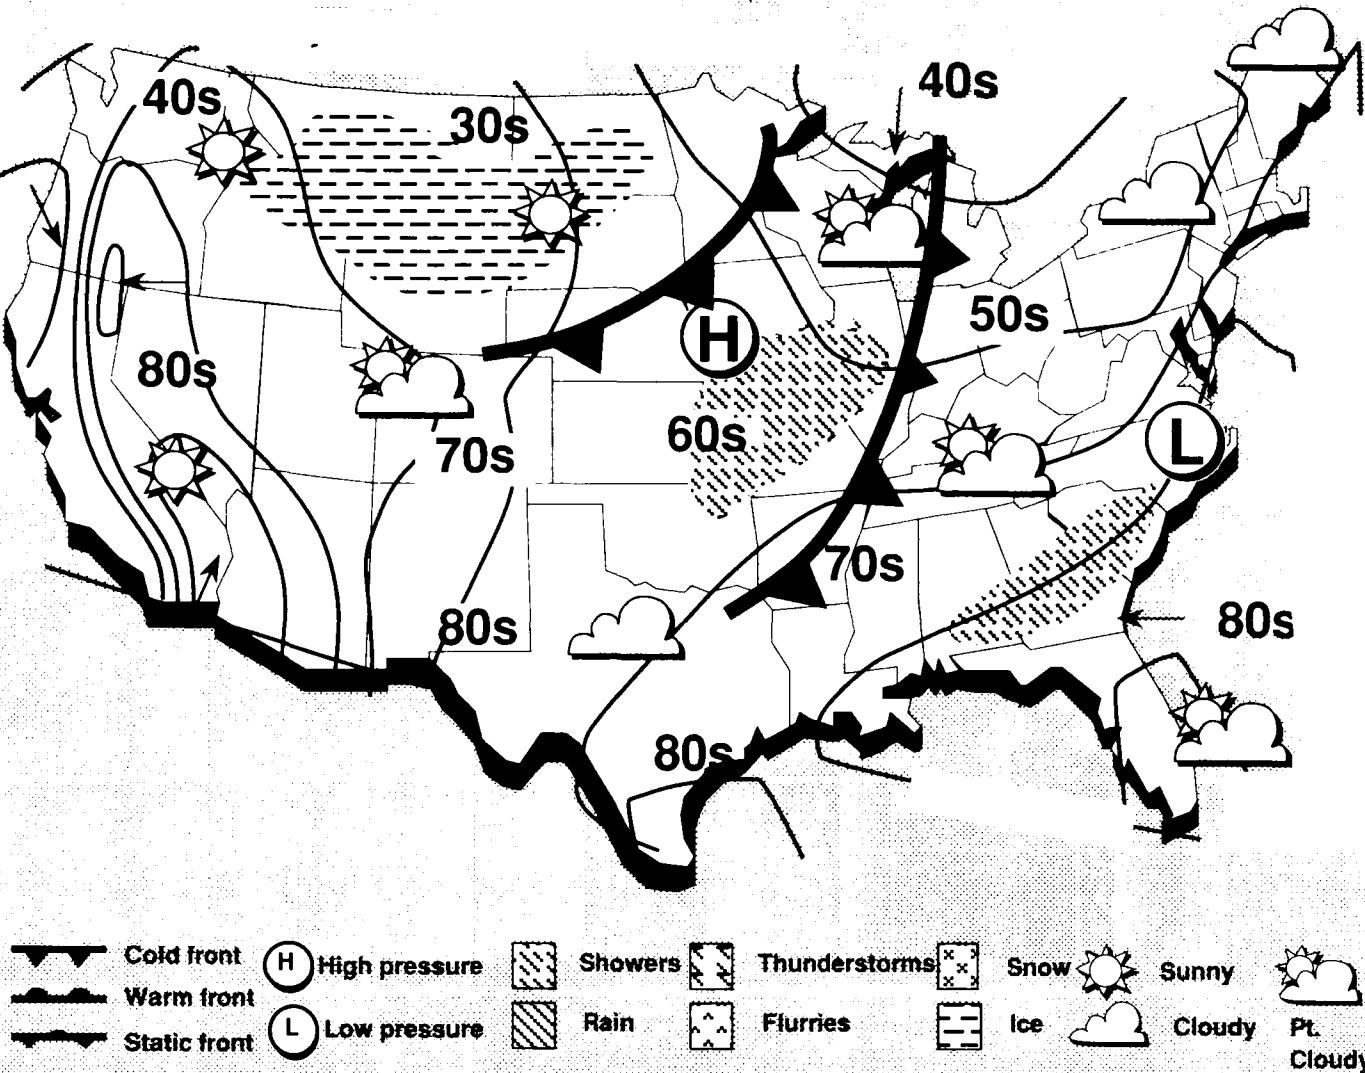 40s
30s
40s
50s
H
80s
60s
70s
L
70s
80s
80s
80s
Cold front
H High pressure
Showers
Thunderstorms
Snow
Sunny
Warm front
L Low pressure
Rain
Flurries
Ice
Cloudy
Pt.
Cloudy
Static front